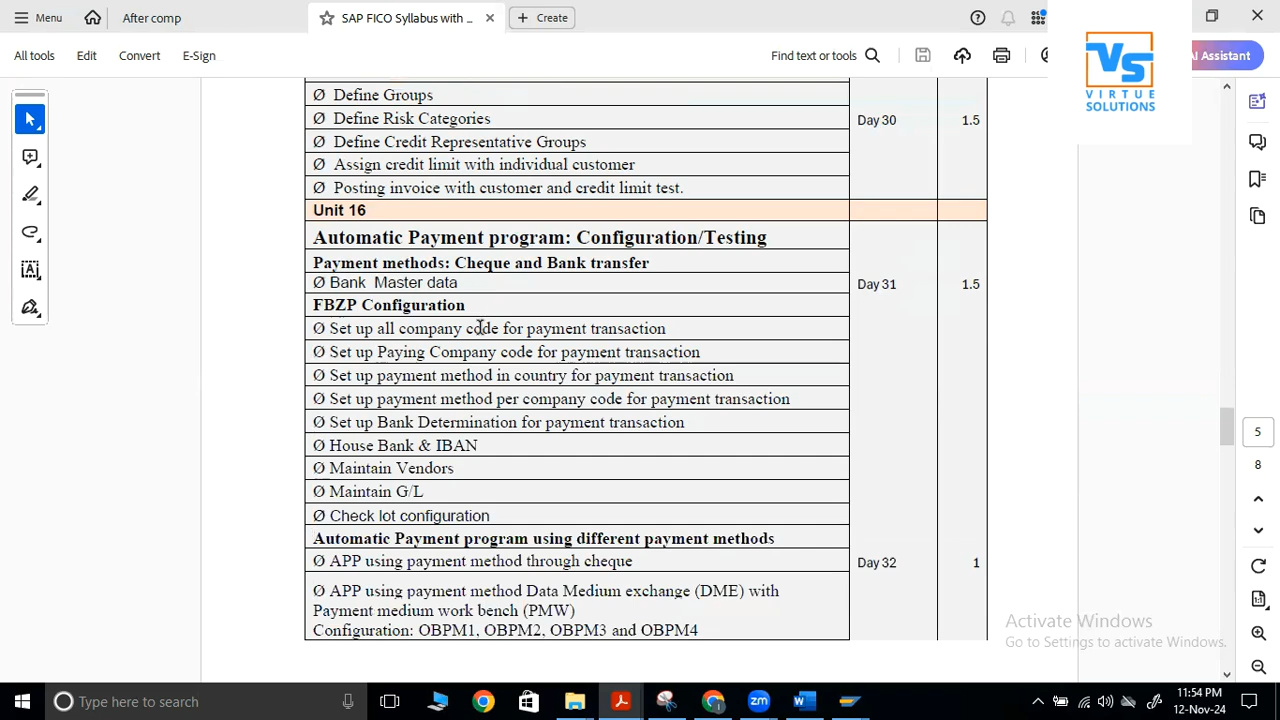 Menu
After comp
SAP FICO Syllabus with ...
Create
All tools
Edit
Convert
E-Sign
Find text or tools
AI Assistant
VS
VIRTUE
SOLUTIONS
Ø Define Groups
Ø Define Risk Categories
Day 30
1.5
Ø Define Credit Representative Groups
Ø Assign credit limit with individual customer
Ø Posting invoice with customer and credit limit test.
Unit 16
Automatic Payment program: Configuration/Testing
Payment methods: Cheque and Bank transfer
Ø Bank Master data
Day 31
1.5
FBZP Configuration
Ø Set up all company code for payment transaction
Ø Set up Paying Company code for payment transaction
Ø Set up payment method in country for payment transaction
Ø Set up payment method per company code for payment transaction
Ø Set up Bank Determination for payment transaction
Ø House Bank & IBAN
Ø Maintain Vendors
Ø Maintain G/L
Ø Check lot configuration
Automatic Payment program using different payment methods
Ø APP using payment method through cheque
Day 32
1
Ø APP using payment method Data Medium exchange (DME) with
Payment medium work bench (PMW)
Configuration: OBPM1, OBPM2, OBPM3 and OBPM4
5
8
Activate Windows
Go to Settings to activate Windows.
Type here to search
11:54 PM
12-Nov-24